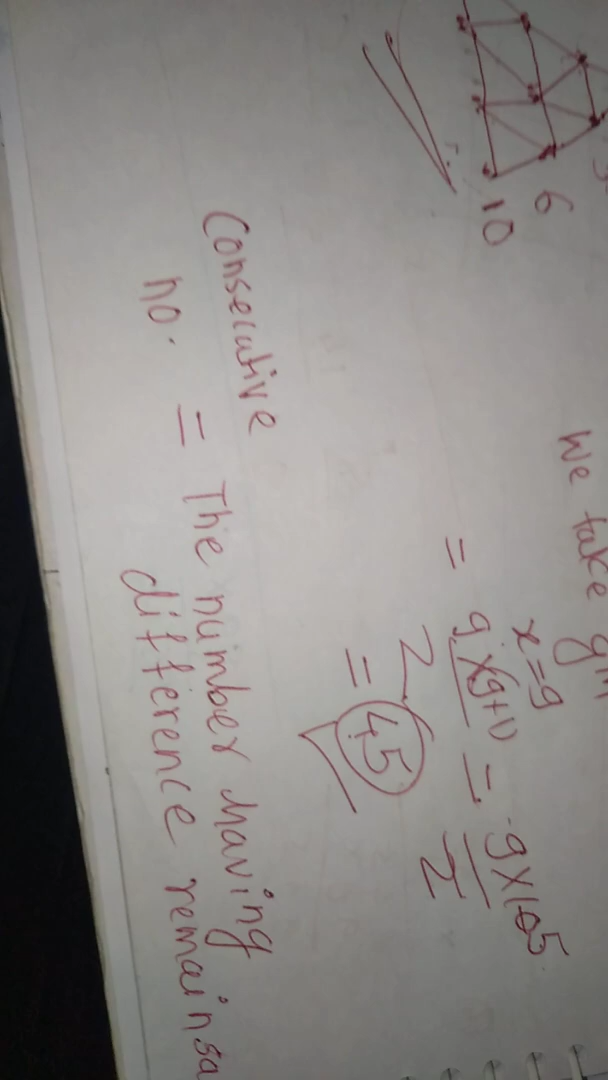 6
10
We take
x=9
= 9×(9+1) / 2 = 9×10 5 / 2
= 45
Consecutive
no. = The number having
difference remains